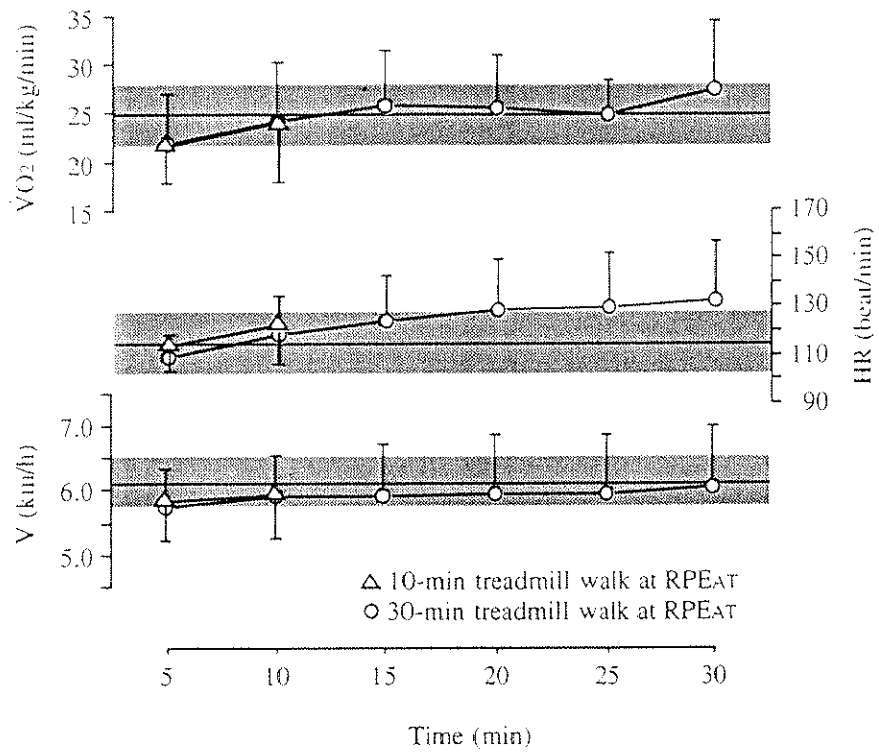 35
30
25
20
15
V̇O2 (ml/kg/min)
170
150
130
110
90
HR (beat/min)
7.0
6.0
5.0
V (km/h)
△ 10-min treadmill walk at RPEAT
○ 30-min treadmill walk at RPEAT
5 10 15 20 25 30
Time (min)